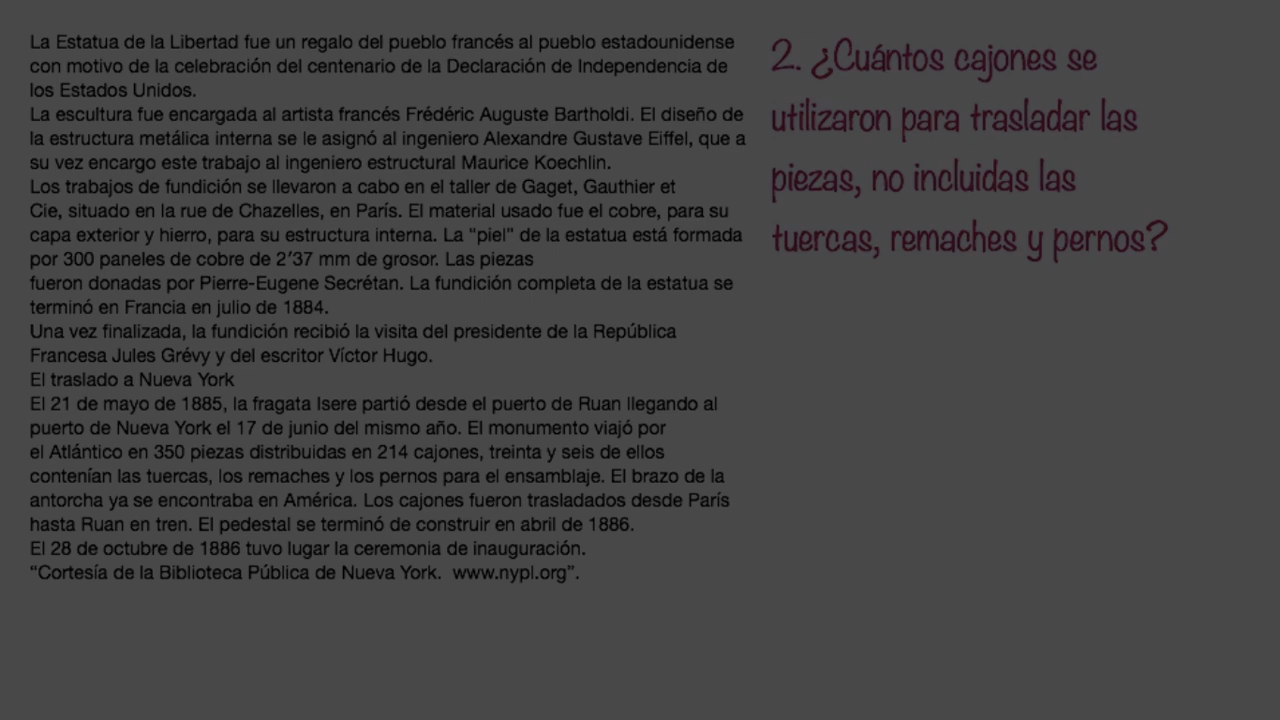 La Estatua de la Libertad fue un regalo del pueblo francés al pueblo estadounidense
con motivo de la celebración del centenario de la Declaración de Independencia de
los Estados Unidos.
La escultura fue encargada al artista francés Frédéric Auguste Bartholdi. El diseño de
la estructura metálica interna se le asignó al ingeniero Alexandre Gustave Eiffel, que a
su vez encargo este trabajo al ingeniero estructural Maurice Koechlin.
Los trabajos de fundición se llevaron a cabo en el taller de Gaget, Gauthier et
Cie, situado en la rue de Chazelles, en París. El material usado fue el cobre, para su
capa exterior y hierro, para su estructura interna. La "piel" de la estatua está formada
por 300 paneles de cobre de 2'37 mm de grosor. Las piezas
fueron donadas por Pierre-Eugene Secrétan. La fundición completa de la estatua se
terminó en Francia en julio de 1884.
Una vez finalizada, la fundición recibió la visita del presidente de la República
Francesa Jules Grévy y del escritor Víctor Hugo.
El traslado a Nueva York
El 21 de mayo de 1885, la fragata Isere partió desde el puerto de Ruan llegando al
puerto de Nueva York el 17 de junio del mismo año. El monumento viajó por
el Atlántico en 350 piezas distribuidas en 214 cajones, treinta y seis de ellos
contenían las tuercas, los remaches y los pernos para el ensamblaje. El brazo de la
antorcha ya se encontraba en América. Los cajones fueron trasladados desde París
hasta Ruan en tren. El pedestal se terminó de construir en abril de 1886.
El 28 de octubre de 1886 tuvo lugar la ceremonia de inauguración.
“Cortesía de la Biblioteca Pública de Nueva York.  www.nypl.org”.
2. ¿Cuántos cajones se
utilizaron para trasladar las
piezas, no incluidas las
tuercas, remaches y pernos?